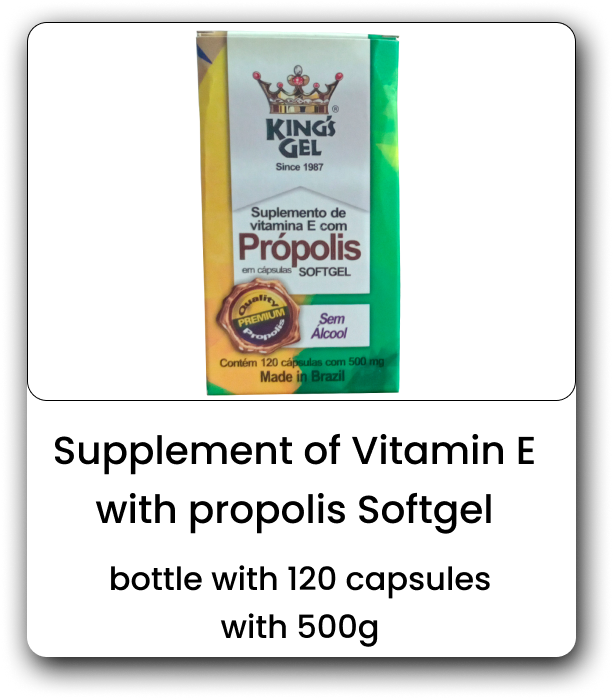 KING'S
GEL
®
Since 1987
Suplemento de
vitamina E com
Própolis
em cápsulas SOFTGEL
Quality
PREMIUM
Propolis
Sem
Álcool
Contém 120 cápsulas com 500 mg
Made in Brazil
Supplement of Vitamin E
with propolis Softgel
bottle with 120 capsules
with 500g